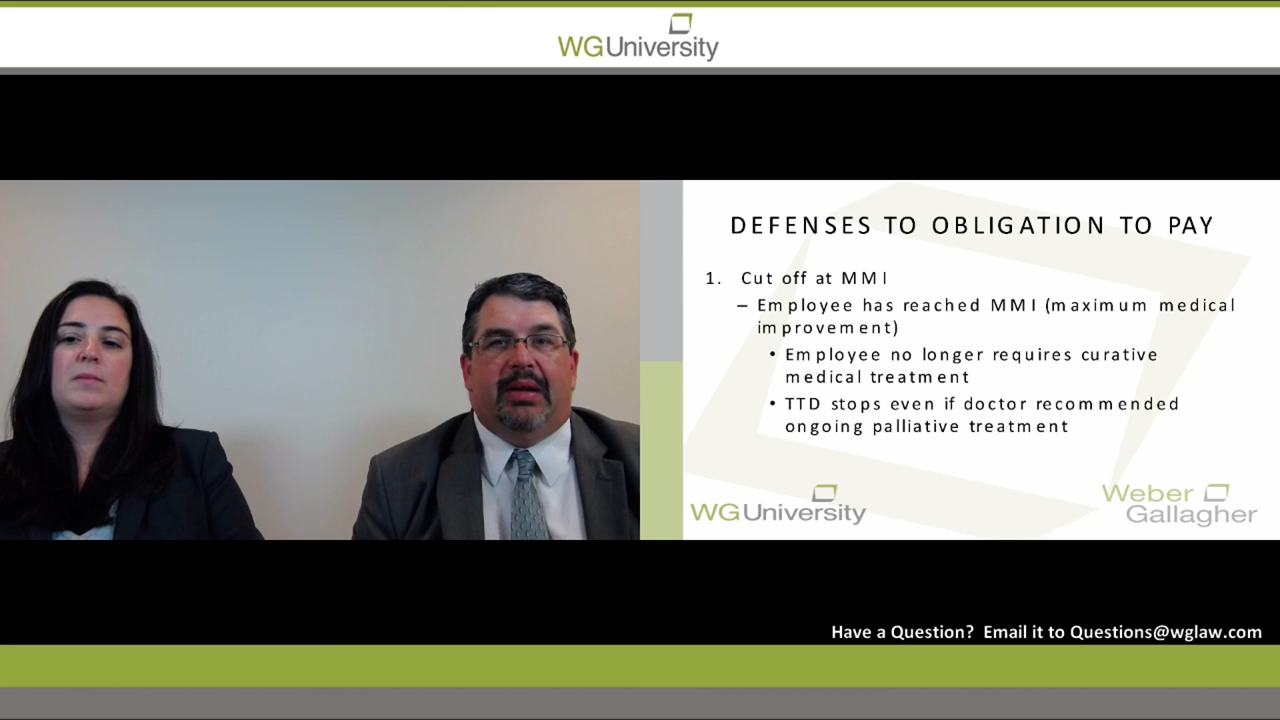 WGUniversity
DEFENSES TO OBLIGATION TO PAY
1. Cut off at MMI
– Employee has reached MMI (maximum medical
improvement)
• Employee no longer requires curative
medical treatment
• TTD stops even if doctor recommended
ongoing palliative treatment
WGUniversity
Weber
Gallagher
Have a Question? Email it to Questions@wglaw.com